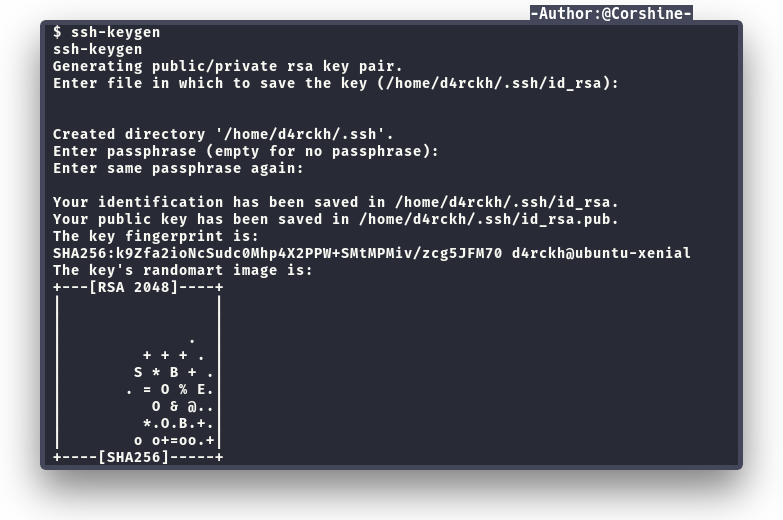 -Author:@Corshine-
$ ssh-keygen
ssh-keygen
Generating public/private rsa key pair.
Enter file in which to save the key (/home/d4rckh/.ssh/id_rsa):
Created directory '/home/d4rckh/.ssh'.
Enter passphrase (empty for no passphrase):
Enter same passphrase again:
Your identification has been saved in /home/d4rckh/.ssh/id_rsa.
Your public key has been saved in /home/d4rckh/.ssh/id_rsa.pub.
The key fingerprint is:
SHA256:k9Zfa2ioNcSudc0Mhp4X2PPW+SMtMPMiv/zcg5JFM70 d4rckh@ubuntu-xenial
The key's randomart image is:
+---[RSA 2048]----+
|                 |
|                 |
|              .  |
|         + + + . |
|        S * B + .|
|       . = O % E.|
|          O & @..|
|         *.O.B.+.|
|        o o+=oo.+|
+----[SHA256]-----+